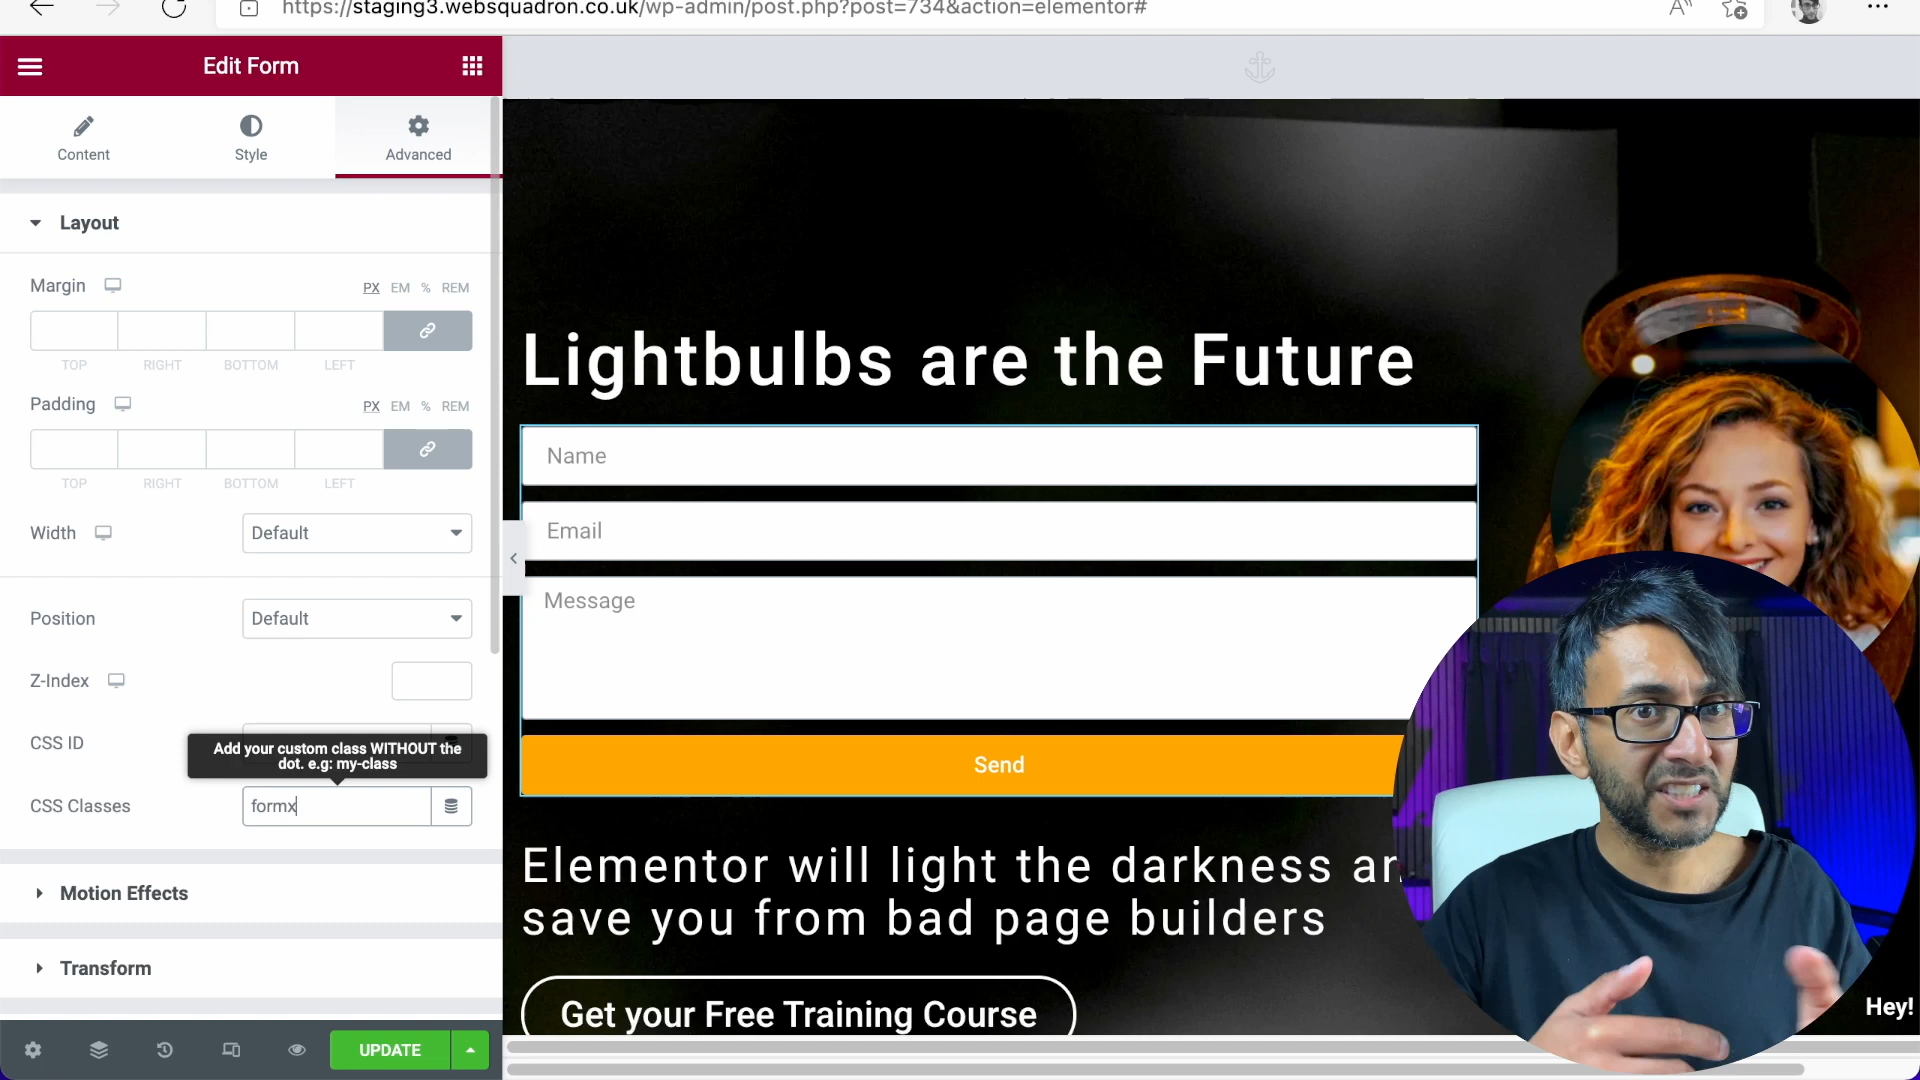 https://staging3.websquadron.co.uk/wp-admin/post.php?post=734&action=elementor#
Edit Form
Content
Style
Advanced
Layout
Margin
PX EM % REM
TOP RIGHT BOTTOM LEFT
Padding
PX EM % REM
TOP RIGHT BOTTOM LEFT
Width
Default
Position
Default
Z-Index
CSS ID
Add your custom class WITHOUT the
dot. e.g: my-class
CSS Classes
formx
Motion Effects
Transform
UPDATE
Lightbulbs are the Future
Name
Email
Message
Send
Elementor will light the darkness
save you from bad page builders
Get your Free Training Course
Hey!